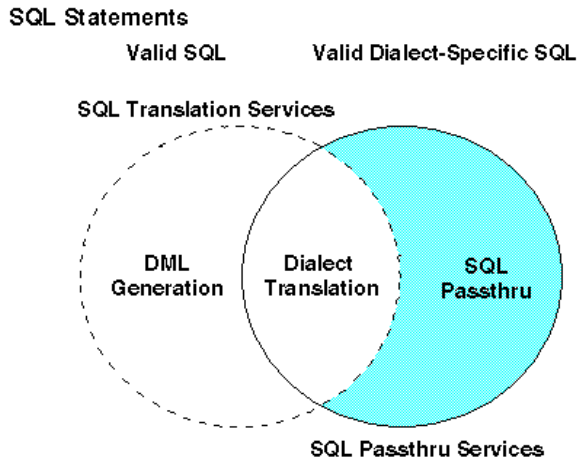 SQL Statements
Valid SQL
Valid Dialect-Specific SQL
SQL Translation Services
DML
Generation
Dialect
Translation
SQL
Passthru
SQL Passthru Services